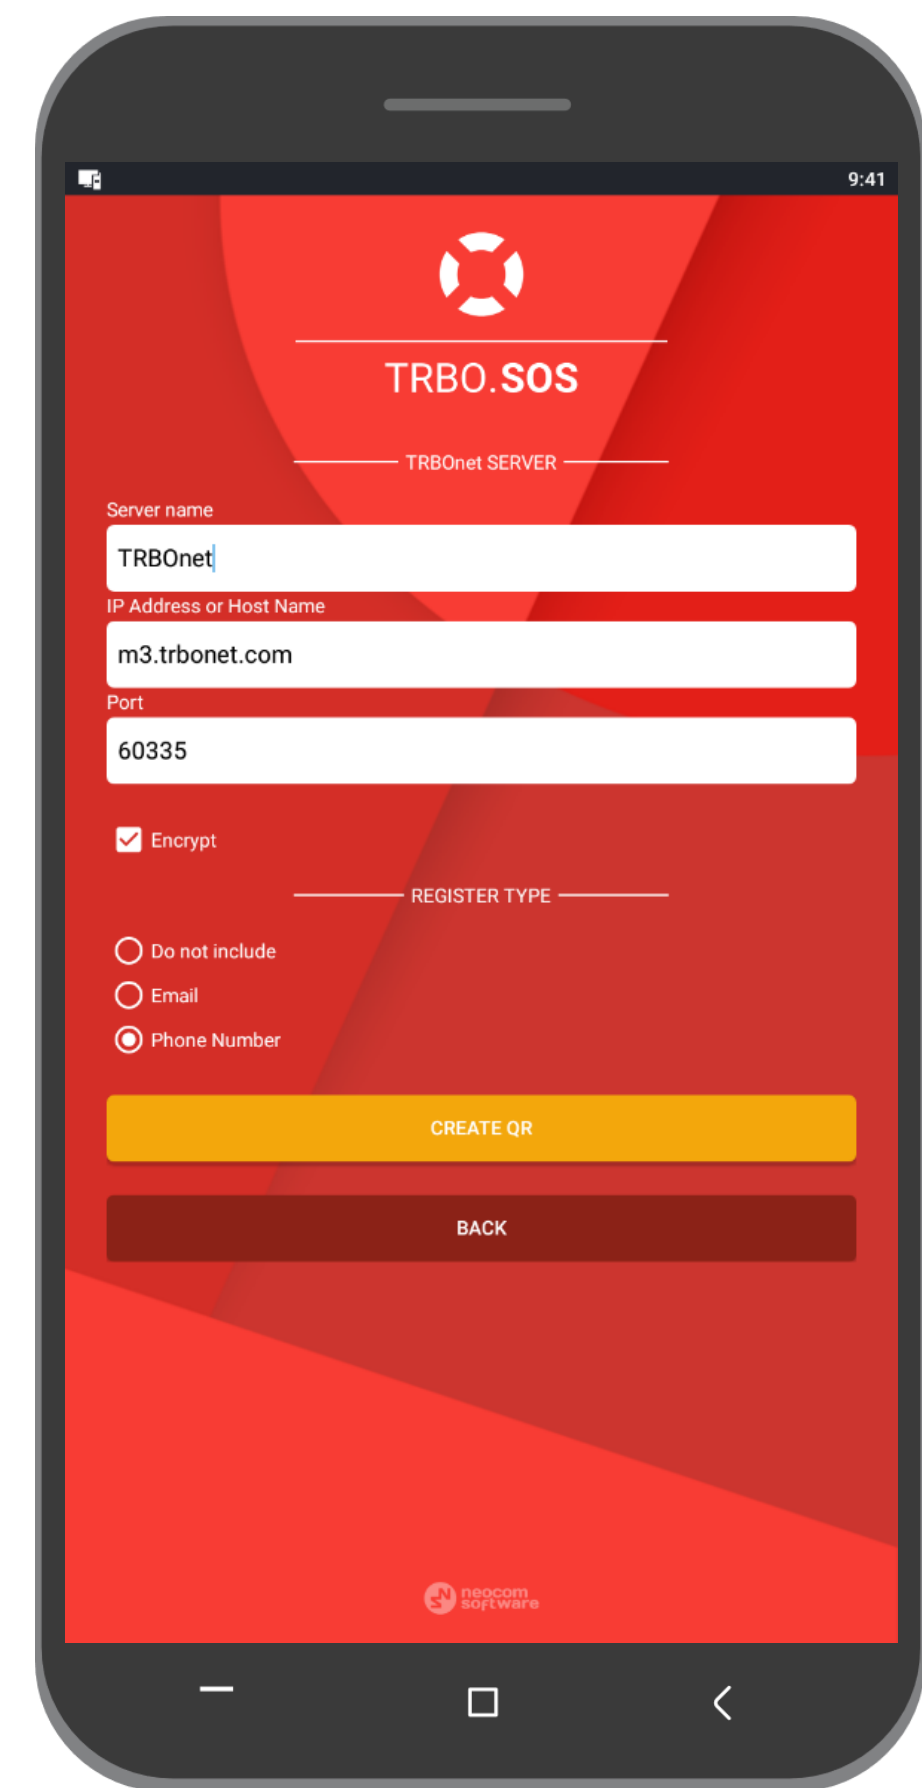 9:41
TRBO.SOS
TRBOnet SERVER
Server name
TRBOnet
IP Address or Host Name
m3.trbonet.com
Port
60335
Encrypt
REGISTER TYPE
Do not include
Email
Phone Number
CREATE QR
BACK
neocom
software